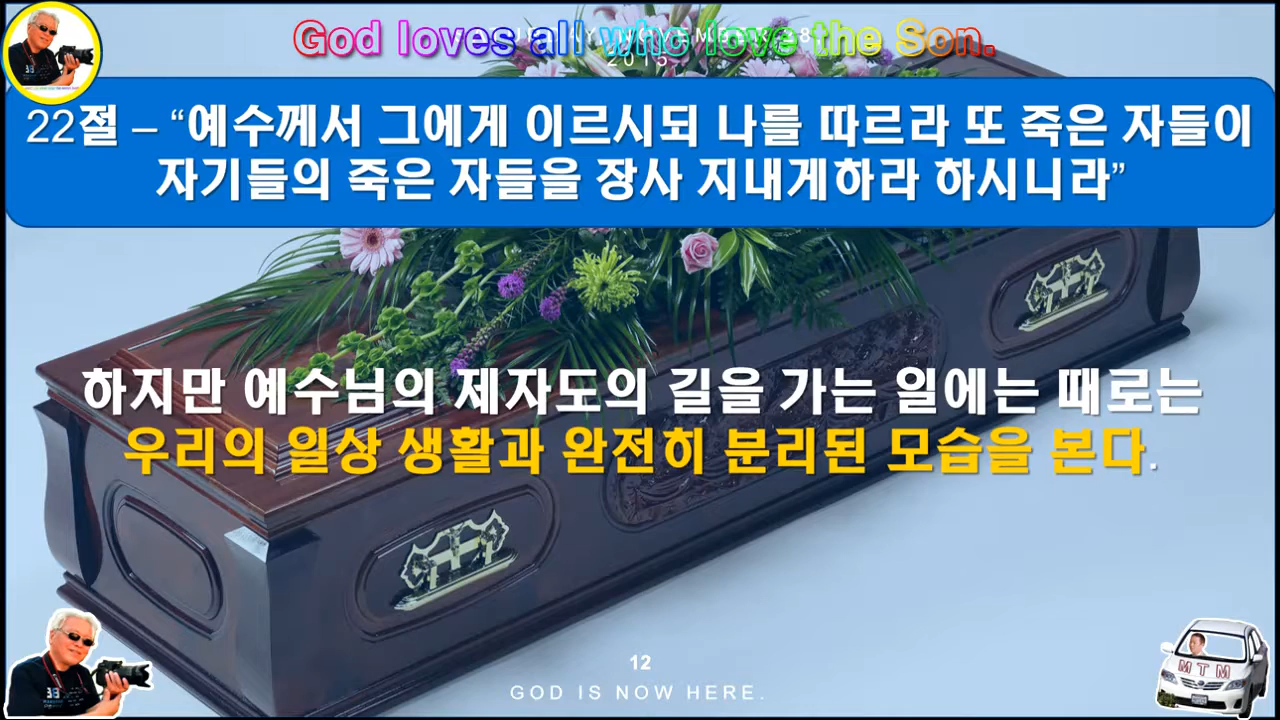 God loves all who love the Son.
2015
22절 – “예수께서 그에게 이르시되 나를 따르라 또 죽은 자들이
자기들의 죽은 자들을 장사 지내게하라 하시니라”
하지만 예수님의 제자도의 길을 가는 일에는 때로는
우리의 일상 생활과 완전히 분리된 모습을 본다.
MTM
12
GOD IS NOW HERE.